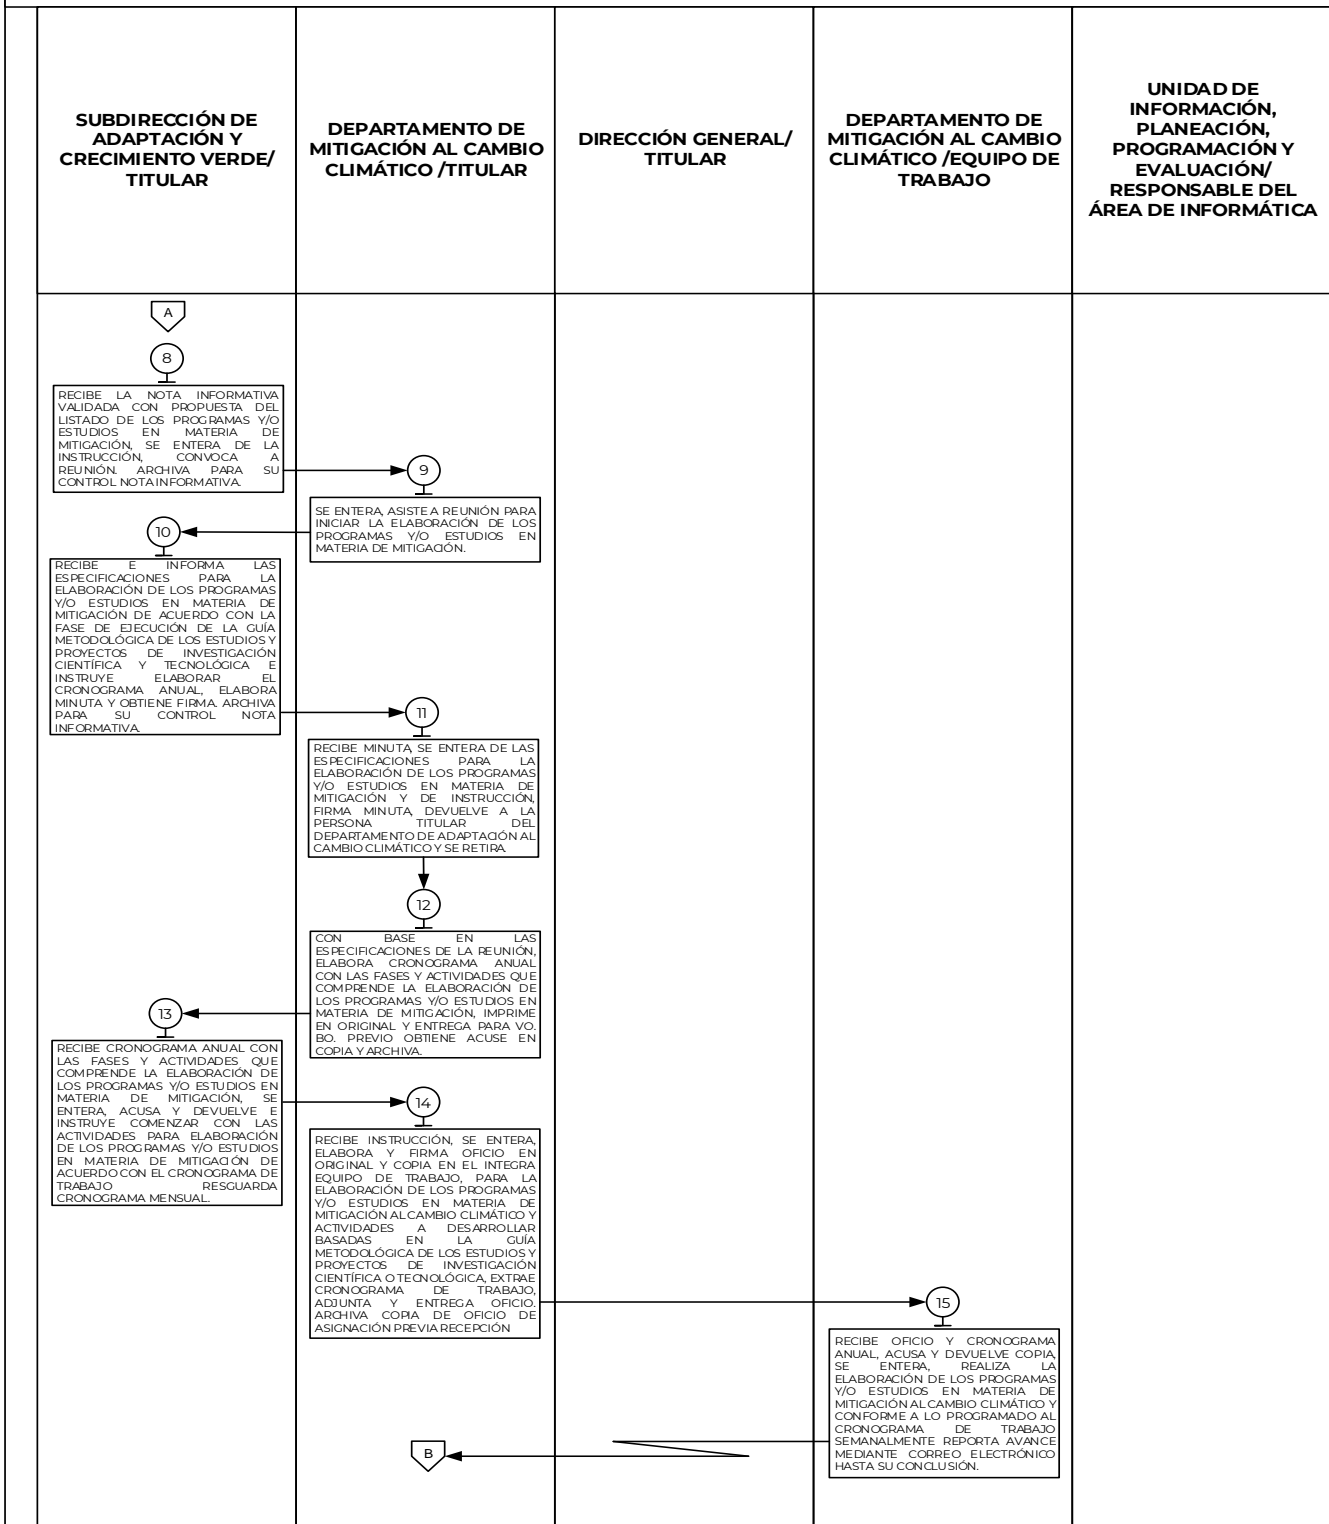 SUBDIRECCIÓN DE
ADAPTACIÓN Y
CRECIMIENTO VERDE/
TITULAR
DEPARTAMENTO DE
MITIGACIÓN AL CAMBIO
CLIMÁTICO /TITULAR
DIRECCIÓN GENERAL/
TITULAR
DEPARTAMENTO DE
MITIGACIÓN AL CAMBIO
CLIMÁTICO /EQUIPO DE
TRABAJO
UNIDAD DE
INFORMACIÓN,
PLANEACIÓN,
PROGRAMACIÓN Y
EVALUACIÓN/
RESPONSABLE DEL
ÁREA DE INFORMÁTICA
A
8
RECIBE LA NOTA INFORMATIVA
VALIDADA CON PROPUESTA DEL
LISTADO DE LOS PROGRAMAS Y/O
ESTUDIOS EN MATERIA DE
MITIGACIÓN, SE ENTERA DE LA
INSTRUCCIÓN, CONVOCA A
REUNIÓN. ARCHIVA PARA SU
CONTROL NOTA INFORMATIVA.
9
SE ENTERA, ASISTE A REUNIÓN PARA
INICIAR LA ELABORACIÓN DE LOS
PROGRAMAS Y/O ESTUDIOS EN
MATERIA DE MITIGACIÓN.
10
RECIBE E INFORMA LAS
ESPECIFICACIONES PARA LA
ELABORACIÓN DE LOS PROGRAMAS
Y/O ESTUDIOS EN MATERIA DE
MITIGACIÓN DE ACUERDO CON LA
FASE DE EJECUCIÓN DE LA GUÍA
METODOLÓGICA DE LOS ESTUDIOS Y
PROYECTOS DE INVESTIGACIÓN
CIENTÍFICA Y TECNOLÓGICA E
INSTRUYE ELABORAR EL
CRONOGRAMA ANUAL, ELABORA
MINUTA Y OBTIENE FIRMA. ARCHIVA
PARA SU CONTROL NOTA
INFORMATIVA.
11
RECIBE MINUTA, SE ENTERA DE LAS
ESPECIFICACIONES PARA LA
ELABORACIÓN DE LOS PROGRAMAS
Y/O ESTUDIOS EN MATERIA DE
MITIGACIÓN Y DE INSTRUCCIÓN,
FIRMA MINUTA, DEVUELVE A LA
PERSONA TITULAR DEL
DEPARTAMENTO DE ADAPTACIÓN AL
CAMBIO CLIMÁTICO Y SE RETIRA.
12
CON BASE EN LAS
ESPECIFICACIONES DE LA REUNIÓN,
ELABORA CRONOGRAMA ANUAL
CON LAS FASES Y ACTIVIDADES QUE
COMPRENDE LA ELABORACIÓN DE
LOS PROGRAMAS Y/O ESTUDIOS EN
MATERIA DE MITIGACIÓN, IMPRIME
EN ORIGINAL Y ENTREGA PARA VO.
BO. PREVIO OBTIENE ACUSE EN
COPIA Y ARCHIVA.
13
RECIBE CRONOGRAMA ANUAL CON
LAS FASES Y ACTIVIDADES QUE
COMPRENDE LA ELABORACIÓN DE
LOS PROGRAMAS Y/O ESTUDIOS EN
MATERIA DE MITIGACIÓN, SE
ENTERA, ACUSA Y DEVUELVE E
INSTRUYE COMENZAR CON LAS
ACTIVIDADES PARA ELABORACIÓN
DE LOS PROGRAMAS Y/O ESTUDIOS
EN MATERIA DE MITIGACIÓN DE
ACUERDO CON EL CRONOGRAMA DE
TRABAJO RESGUARDA
CRONOGRAMA MENSUAL.
14
RECIBE INSTRUCCIÓN, SE ENTERA,
ELABORA Y FIRMA OFICIO EN
ORIGINAL Y COPIA EN EL INTEGRA
EQUIPO DE TRABAJO, PARA LA
ELABORACIÓN DE LOS PROGRAMAS
Y/O ESTUDIOS EN MATERIA DE
MITIGACIÓN AL CAMBIO CLIMÁTICO Y
ACTIVIDADES A DESARROLLAR
BASADAS EN LA GUÍA
METODOLÓGICA DE LOS ESTUDIOS Y
PROYECTOS DE INVESTIGACIÓN
CIENTÍFICA O TECNOLÓGICA, EXTRAE
CRONOGRAMA DE TRABAJO,
ADJUNTA Y ENTREGA OFICIO.
ARCHIVA COPIA DE OFICIO DE
ASIGNACIÓN PREVIA RECEPCIÓN
15
RECIBE OFICIO Y CRONOGRAMA
ANUAL, ACUSA Y DEVUELVE COPIA,
SE ENTERA, REALIZA LA
ELABORACIÓN DE LOS PROGRAMAS
Y/O ESTUDIOS EN MATERIA DE
MITIGACIÓN AL CAMBIO CLIMÁTICO Y
CONFORME A LO PROGRAMADO AL
CRONOGRAMA DE TRABAJO
SEMANALMENTE REPORTA AVANCE
MEDIANTE CORREO ELECTRÓNICO
HASTA SU CONCLUSIÓN.
B